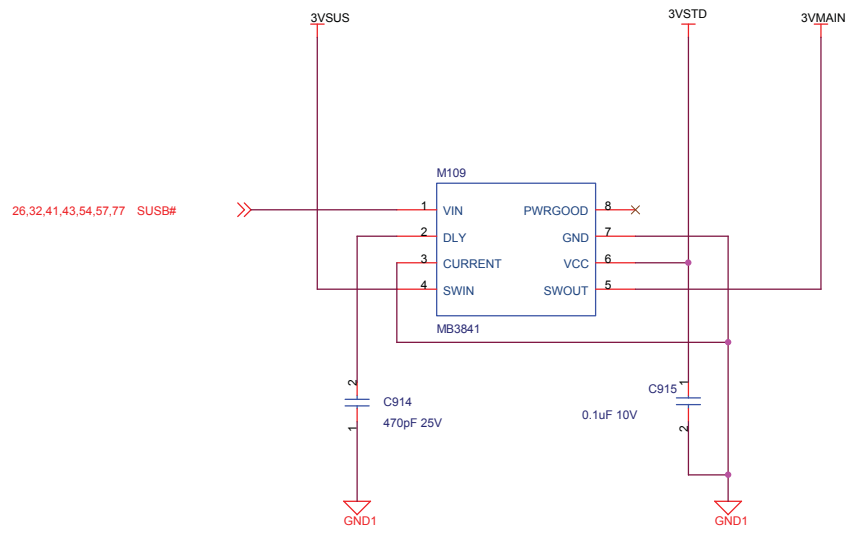 3VSUS
3VSTD
3VMAIN
M109
26,32,41,43,54,57,77 SUSB#
1 VIN PWRGOOD 8
2 DLY GND 7
3 CURRENT VCC 6
4 SWIN SWOUT 5
MB3841
2
C914
470pF 25V
1
1
C915
0.1uF 10V
2
GND1
GND1